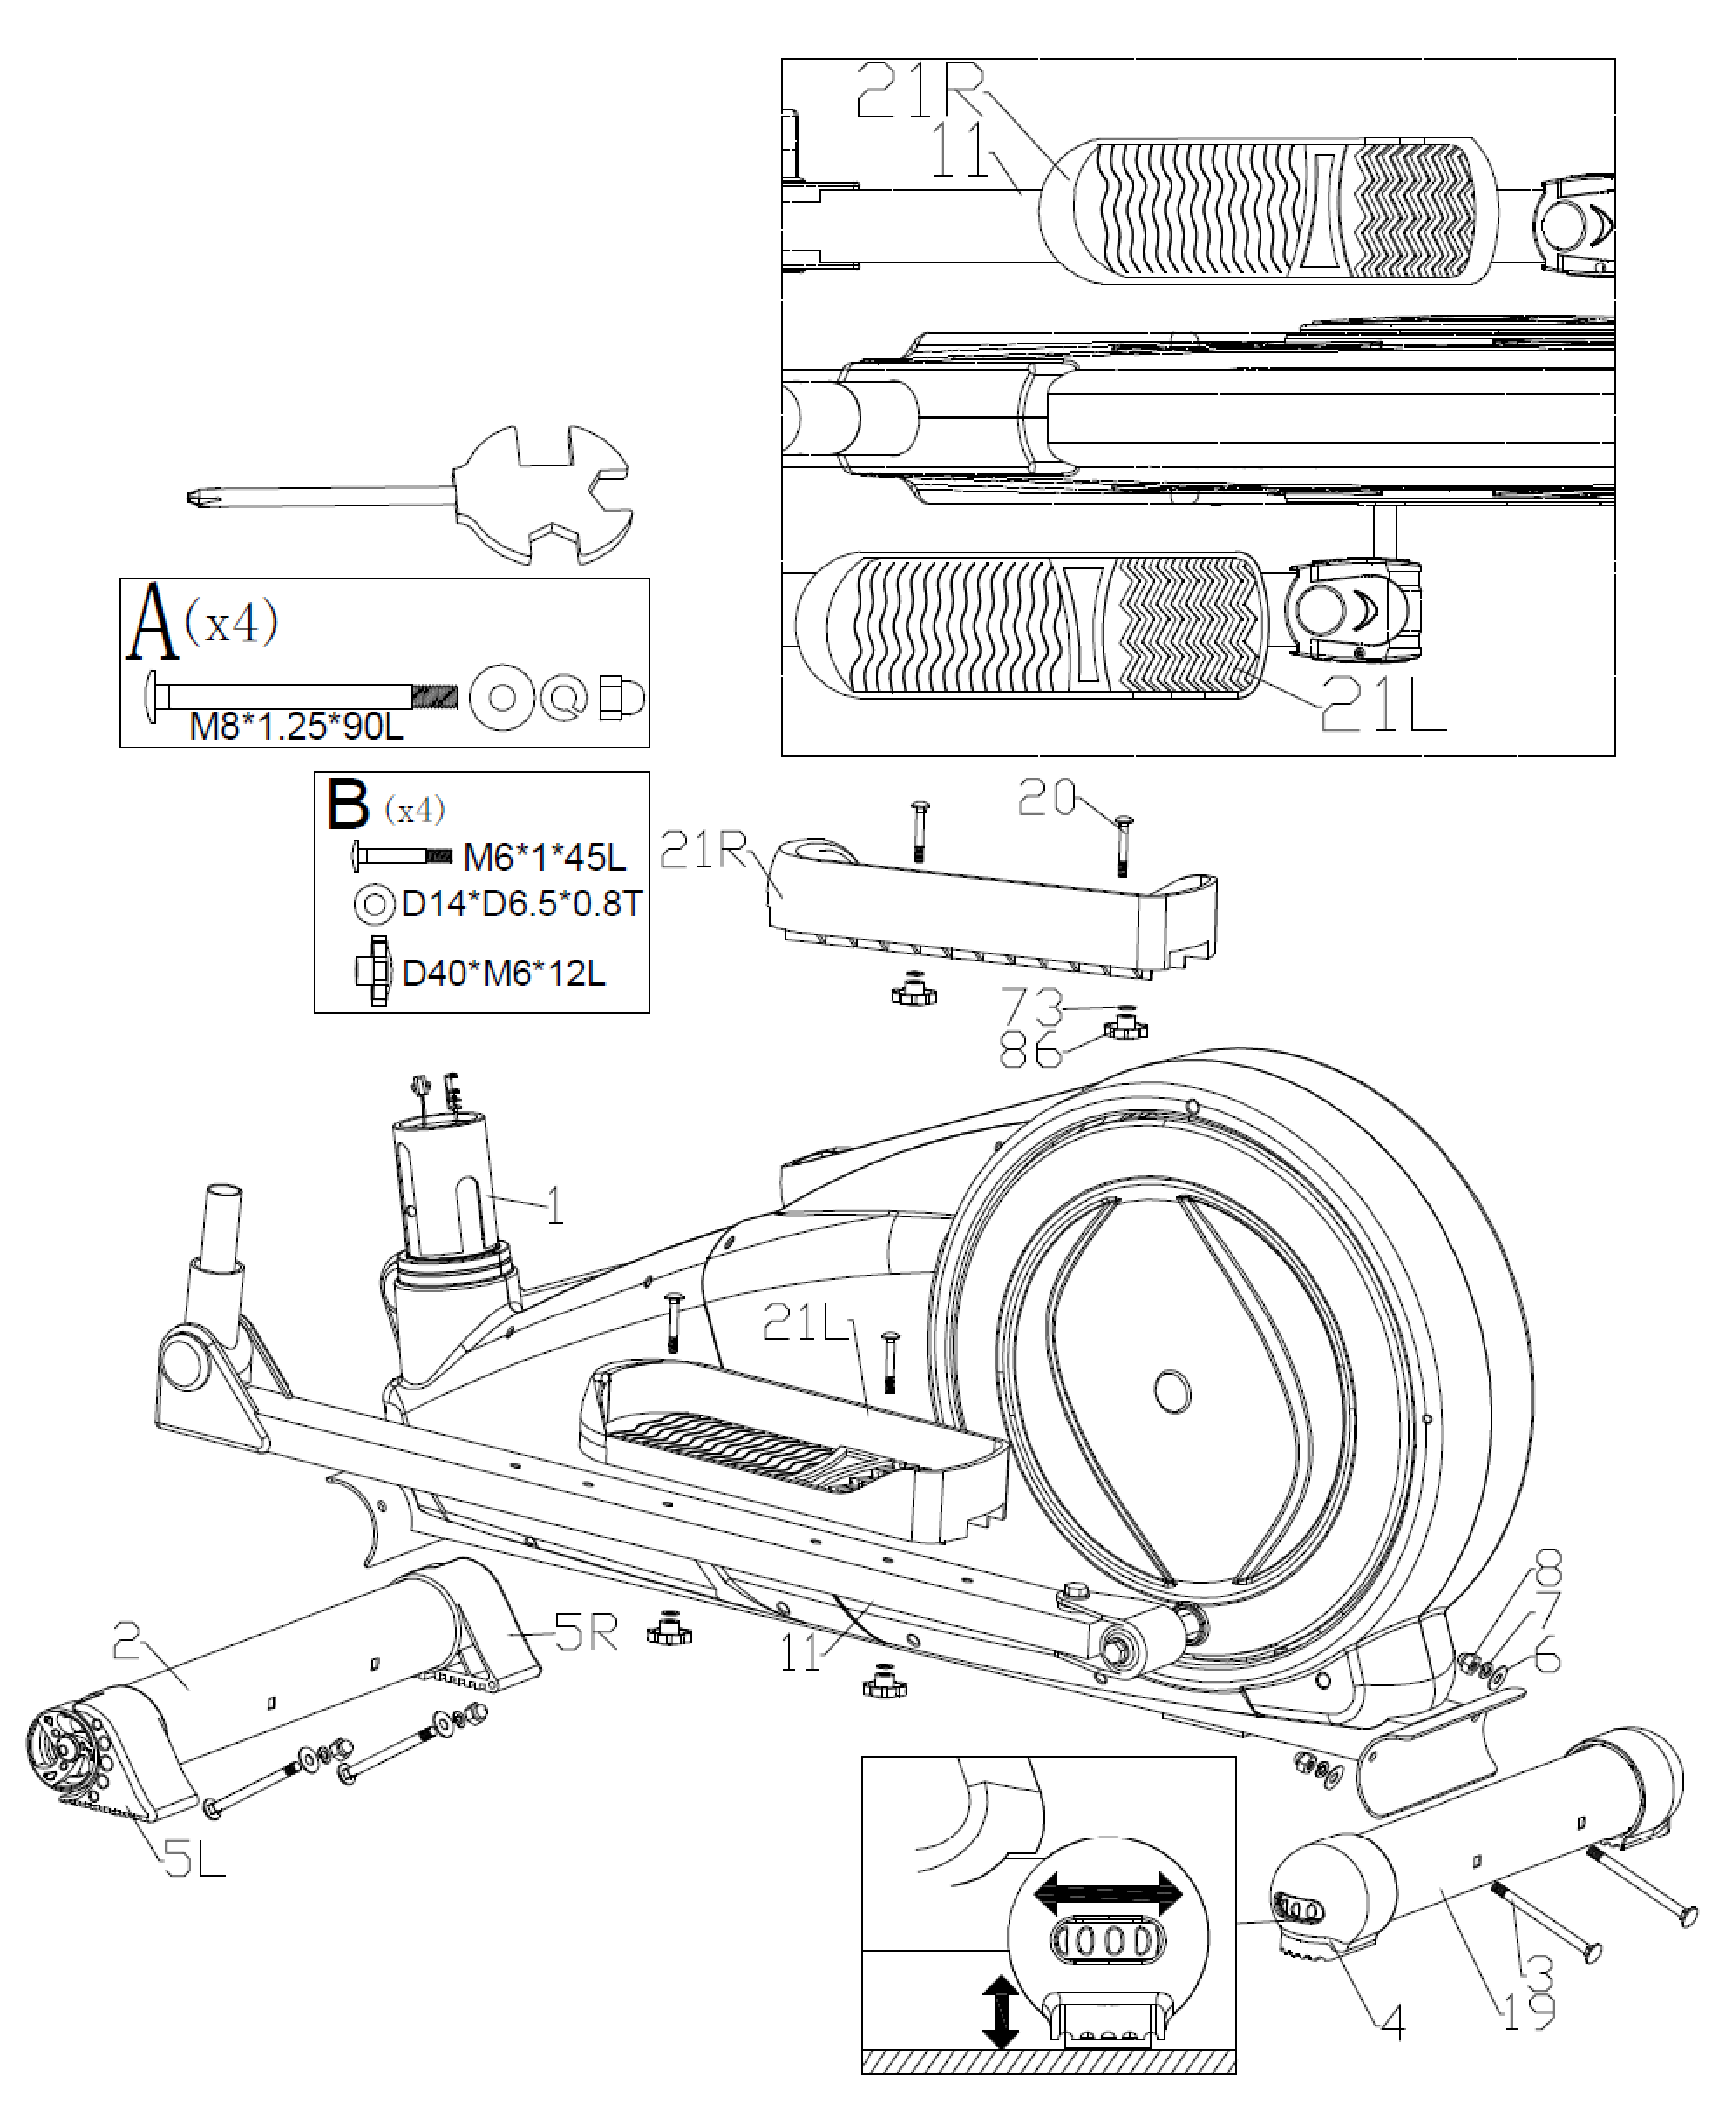 21R
11
21L
A (x4)
M8*1.25*90L
B (x4)
M6*1*45L
D14*D6.5*0.8T
D40*M6*12L
20
21R
73
86
1
21L
8
7
6
2
5R
11
5L
3
19
4